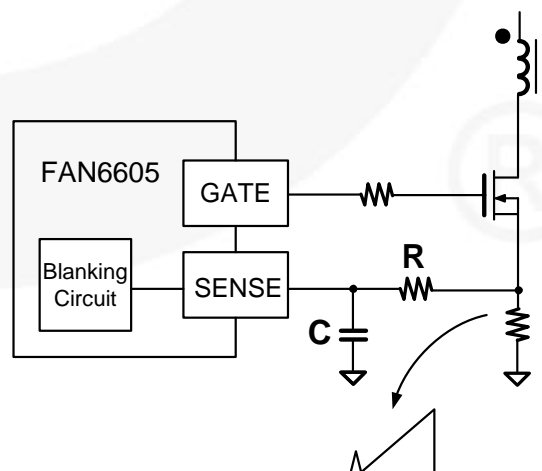 FAN6605
GATE
Blanking
Circuit
SENSE
R
C
®